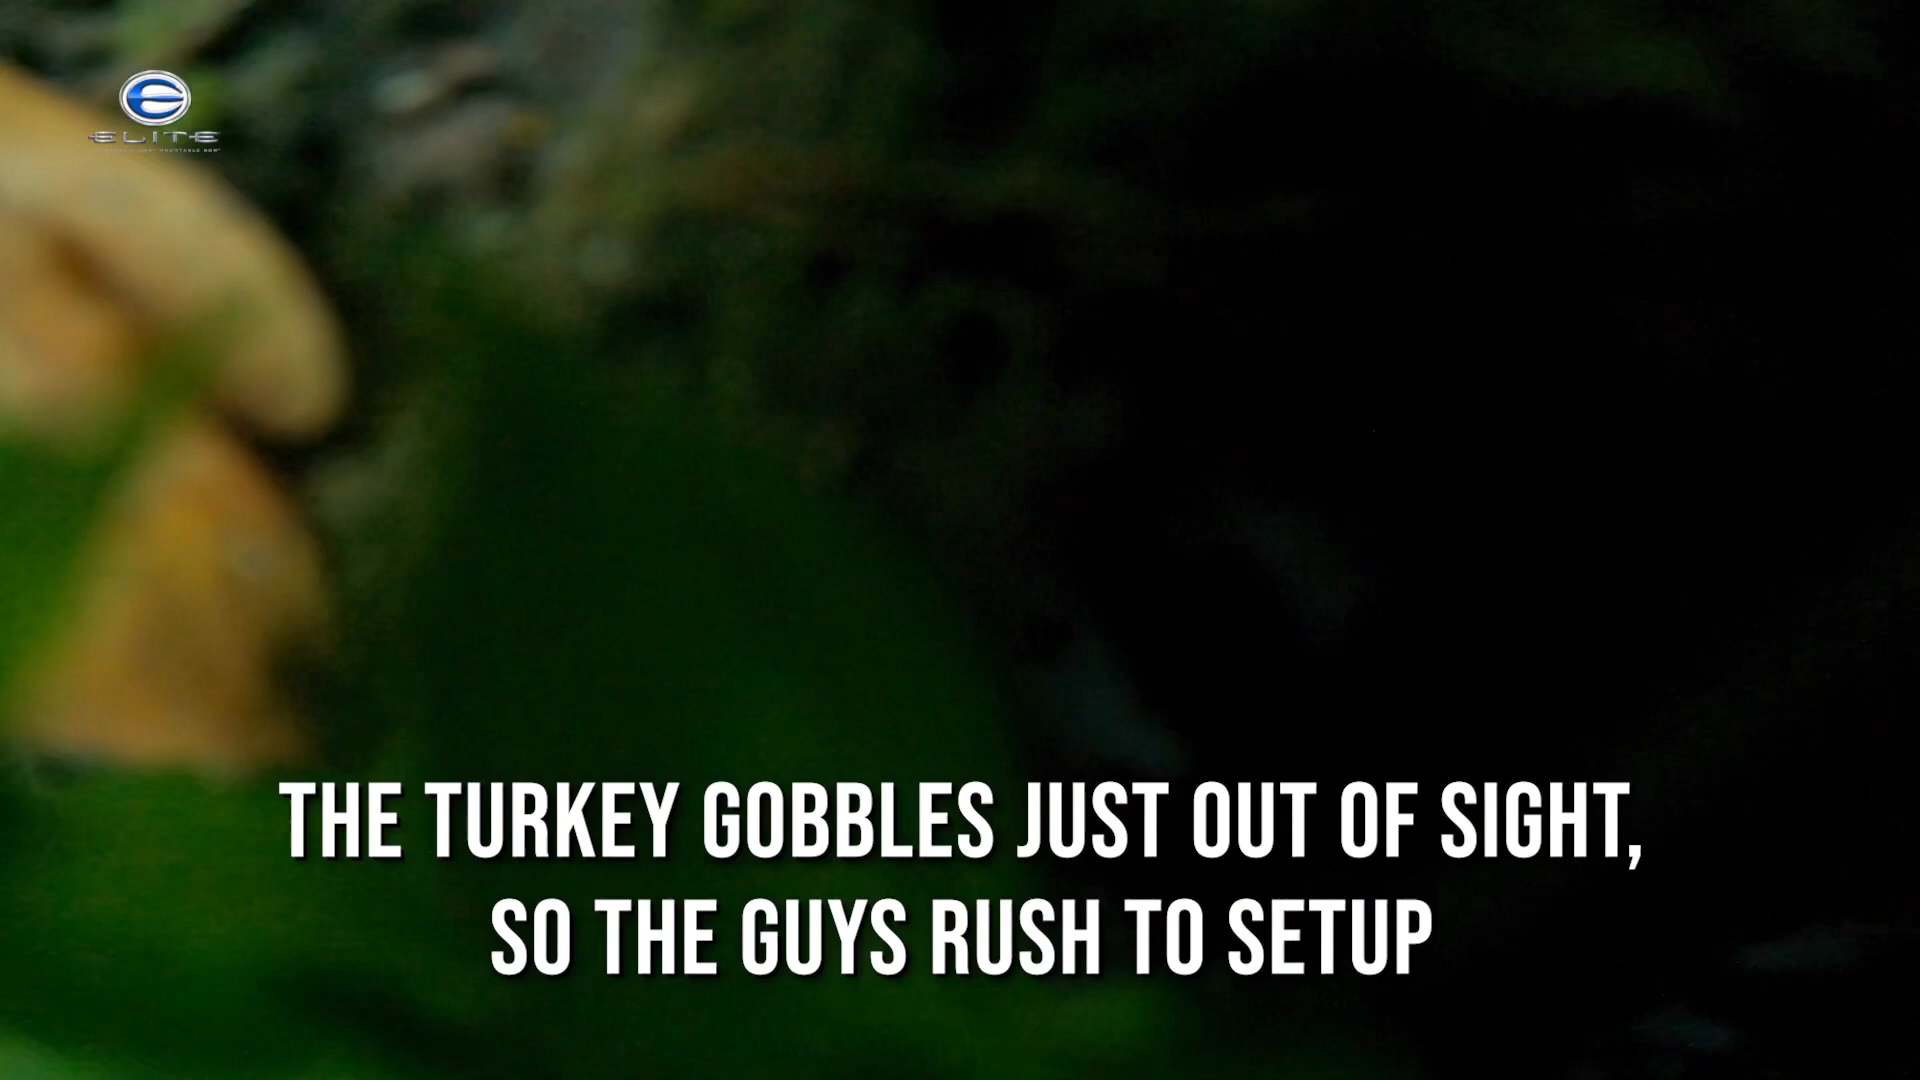 ELITE
THE TURKEY GOBBLES JUST OUT OF SIGHT,
SO THE GUYS RUSH TO SETUP